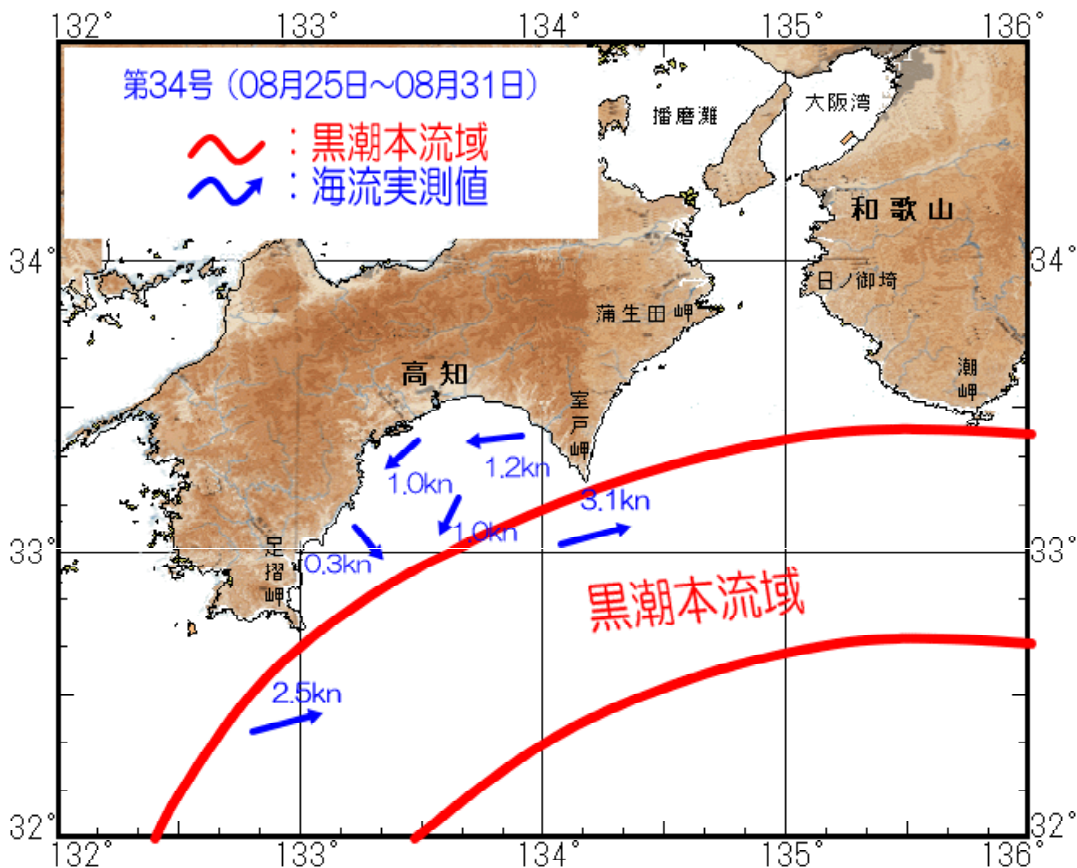 132° 133° 134° 135° 136°
第34号（08月25日～08月31日）
：黒潮本流域
：海流実測値
播磨灘
大阪湾
和歌山
34° 34°
日ノ御埼
蒲生田岬
潮岬
高知
室戸岬
1.2kn
1.0kn
3.1kn
1.0kn
33° 33°
0.3kn
足摺岬
黒潮本流域
2.5kn
32° 32°
132° 133° 134° 135° 136°